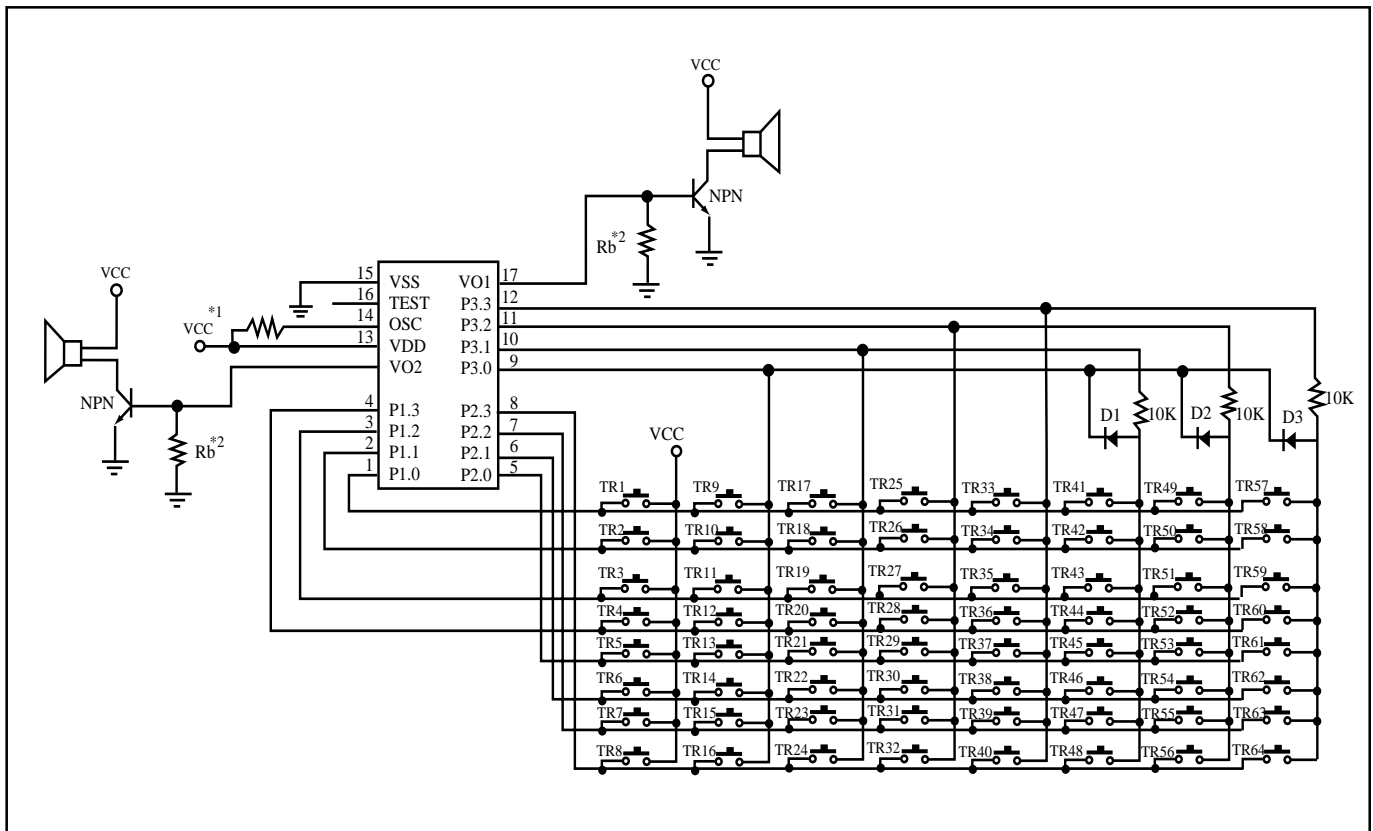 VCC
NPN
Rb*2
VCC
*1
VCC
NPN
Rb*2
15 VSS
16 TEST
14 OSC
13 VDD
VO2
4 P1.3
3 P1.2
2 P1.1
1 P1.0
VO1 17
P3.3 12
P3.2 11
P3.1 10
P3.0 9
P2.3 8
P2.2 7
P2.1 6
P2.0 5
VCC
D1 10K D2 10K D3 10K
TR1 TR9 TR17 TR25 TR33 TR41 TR49 TR57
TR2 TR10 TR18 TR26 TR34 TR42 TR50 TR58
TR3 TR11 TR19 TR27 TR35 TR43 TR51 TR59
TR4 TR12 TR20 TR28 TR36 TR44 TR52 TR60
TR5 TR13 TR21 TR29 TR37 TR45 TR53 TR61
TR6 TR14 TR22 TR30 TR38 TR46 TR54 TR62
TR7 TR15 TR23 TR31 TR39 TR47 TR55 TR63
TR8 TR16 TR24 TR32 TR40 TR48 TR56 TR64